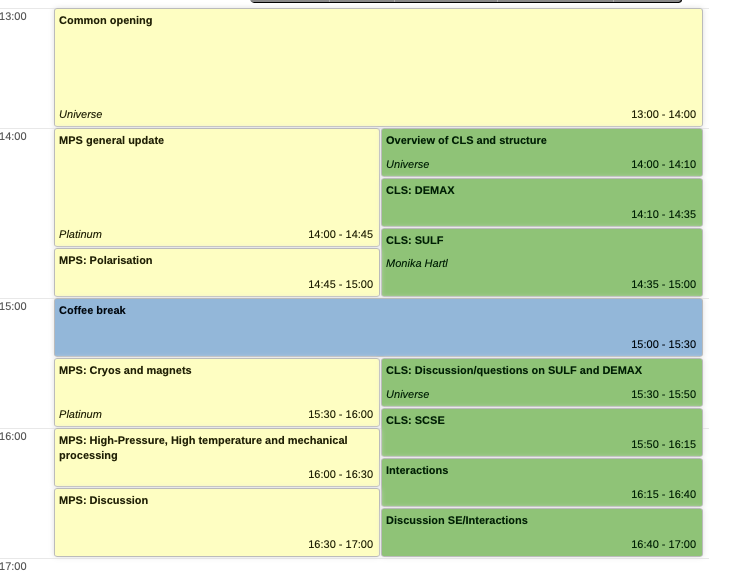 13:00
Common opening
Universe
13:00 - 14:00
14:00
MPS general update
Platinum
14:00 - 14:45
Overview of CLS and structure
Universe
14:00 - 14:10
CLS: DEMAX
14:10 - 14:35
CLS: SULF
Monika Hartl
14:35 - 15:00
MPS: Polarisation
14:45 - 15:00
15:00
Coffee break
15:00 - 15:30
MPS: Cryos and magnets
Platinum
15:30 - 16:00
CLS: Discussion/questions on SULF and DEMAX
Universe
15:30 - 15:50
CLS: SCSE
15:50 - 16:15
16:00
MPS: High-Pressure, High temperature and mechanical
processing
16:00 - 16:30
Interactions
16:15 - 16:40
MPS: Discussion
16:30 - 17:00
Discussion SE/Interactions
16:40 - 17:00
17:00